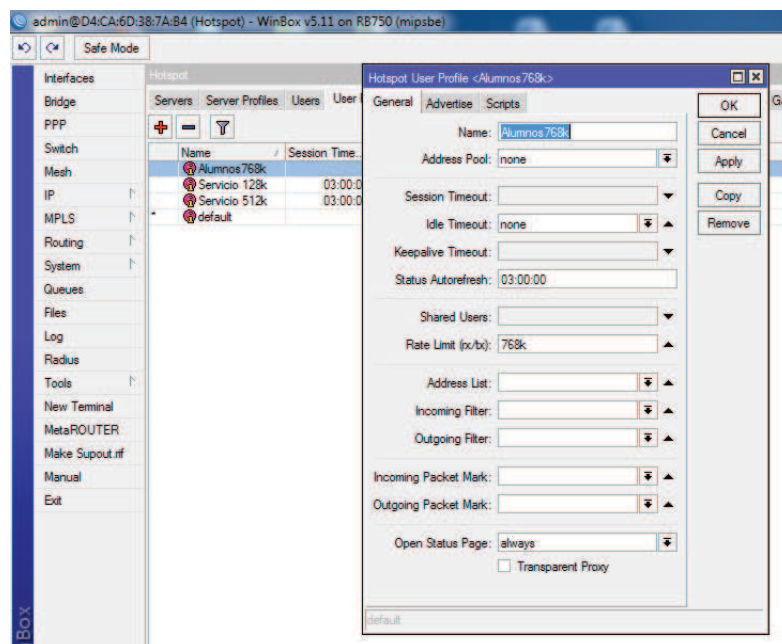 admin@D4:CA:6D:38:7A:B4 (Hotspot) - WinBox v5.11 on RB750 (mipsbe)
Safe Mode
Interfaces
Bridge
PPP
Switch
Mesh
IP
MPLS
Routing
System
Queues
Files
Log
Radius
Tools
New Terminal
MetaROUTER
Make Supout.rif
Manual
Exit
Hotspot
Servers Server Profiles Users User
Name Session Time...
Alumnos768k
Servicio 128k 03:00:0
Servicio 512k 03:00:0
* default
Hotspot User Profile <Alumnos768k>
General Advertise Scripts
Name: Alumnos768k
Address Pool: none
Session Timeout:
Idle Timeout: none
Keepalive Timeout:
Status Autorefresh: 03:00:00
Shared Users:
Rate Limit (rx/tx): 768k
Address List:
Incoming Filter:
Outgoing Filter:
Incoming Packet Mark:
Outgoing Packet Mark:
Open Status Page: always
Transparent Proxy
default
OK
Cancel
Apply
Copy
Remove